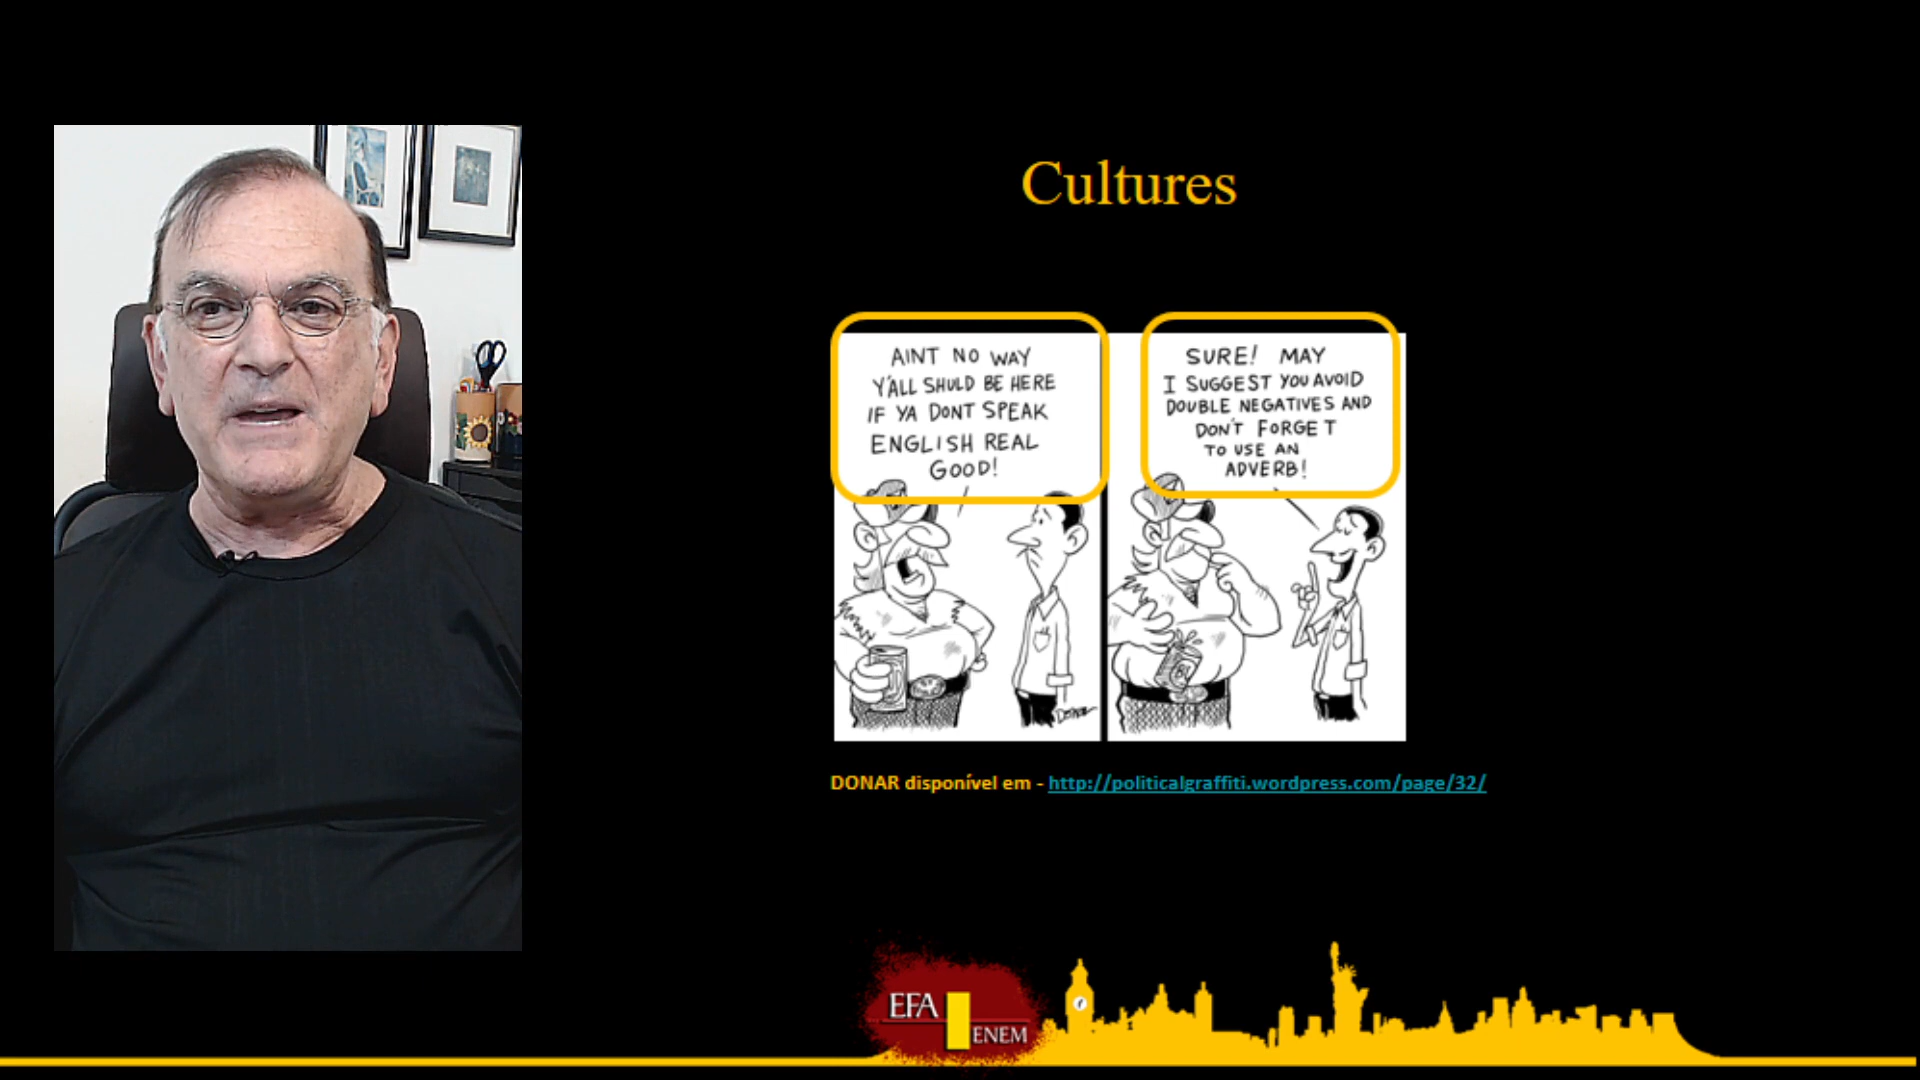 Cultures
AINT NO WAY
Y'ALL SHULD BE HERE
IF YA DONT SPEAK
ENGLISH REAL
GOOD!
SURE! MAY
I SUGGEST YOU AVOID
DOUBLE NEGATIVES AND
DON'T FORGET
TO USE AN
ADVERB!
DONAR disponível em - http://politicalgraffiti.wordpress.com/page/32/
EFA
ENEM